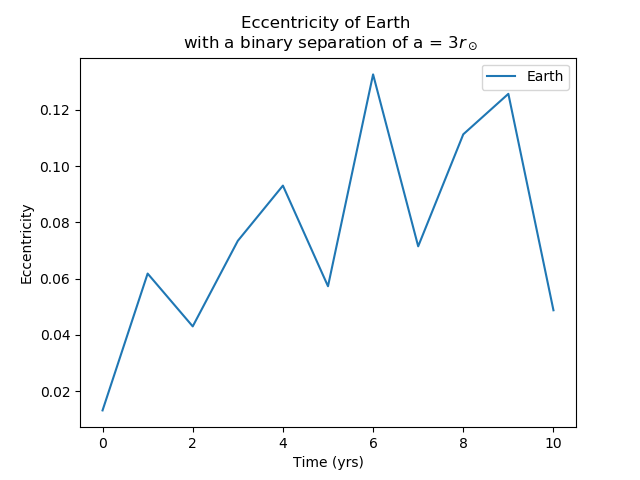 Eccentricity of Earth
with a binary separation of a = 3r⊙
Earth
0.12
0.10
0.08
0.06
0.04
0.02
Eccentricity
0 2 4 6 8 10
Time (yrs)